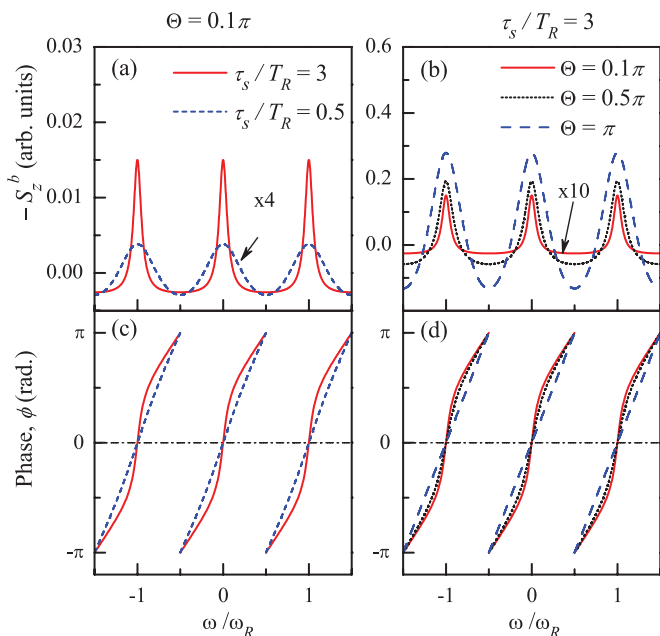 Θ = 0.1π
τs / TR = 3
(a)
τs / TR = 3
τs / TR = 0.5
x4
0.03
0.02
0.01
0.00
− Szb (arb. units)
(b)
Θ = 0.1π
Θ = 0.5π
Θ = π
x10
0.6
0.4
0.2
0.0
(c)
π
0
-π
Phase, ϕ (rad.)
-1
0
1
ω /ωR
(d)
π
0
-π
-1
0
1
ω /ωR